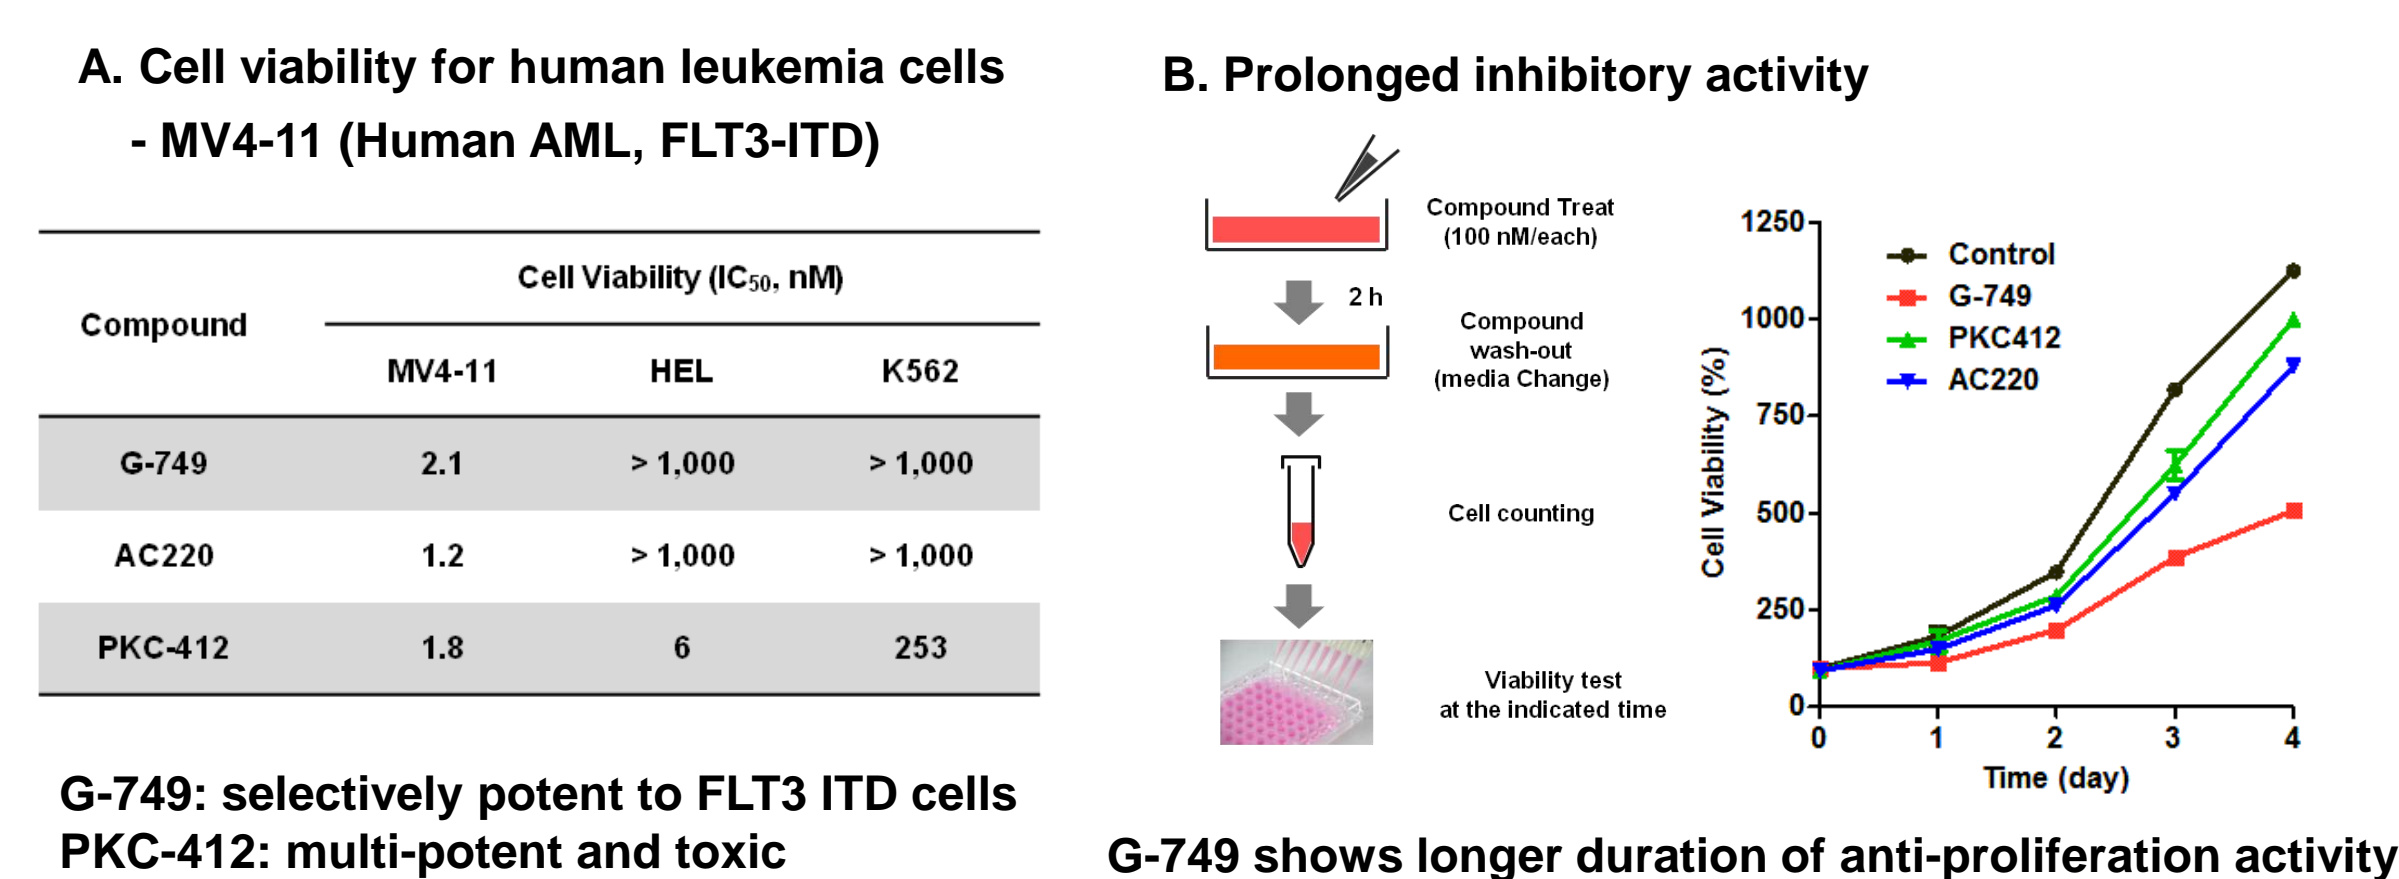 A. Cell viability for human leukemia cells
- MV4-11 (Human AML, FLT3-ITD)
Cell Viability (IC50, nM)
Compound
MV4-11 HEL K562
G-749 2.1 > 1,000 > 1,000
AC220 1.2 > 1,000 > 1,000
PKC-412 1.8 6 253
G-749: selectively potent to FLT3 ITD cells
PKC-412: multi-potent and toxic
B. Prolonged inhibitory activity
Compound Treat
(100 nM/each)
2 h
Compound
wash-out
(media Change)
Cell counting
Viability test
at the indicated time
Cell Viability (%)
1250
1000
750
500
250
0
Control
G-749
PKC412
AC220
0 1 2 3 4
Time (day)
G-749 shows longer duration of anti-proliferation activity